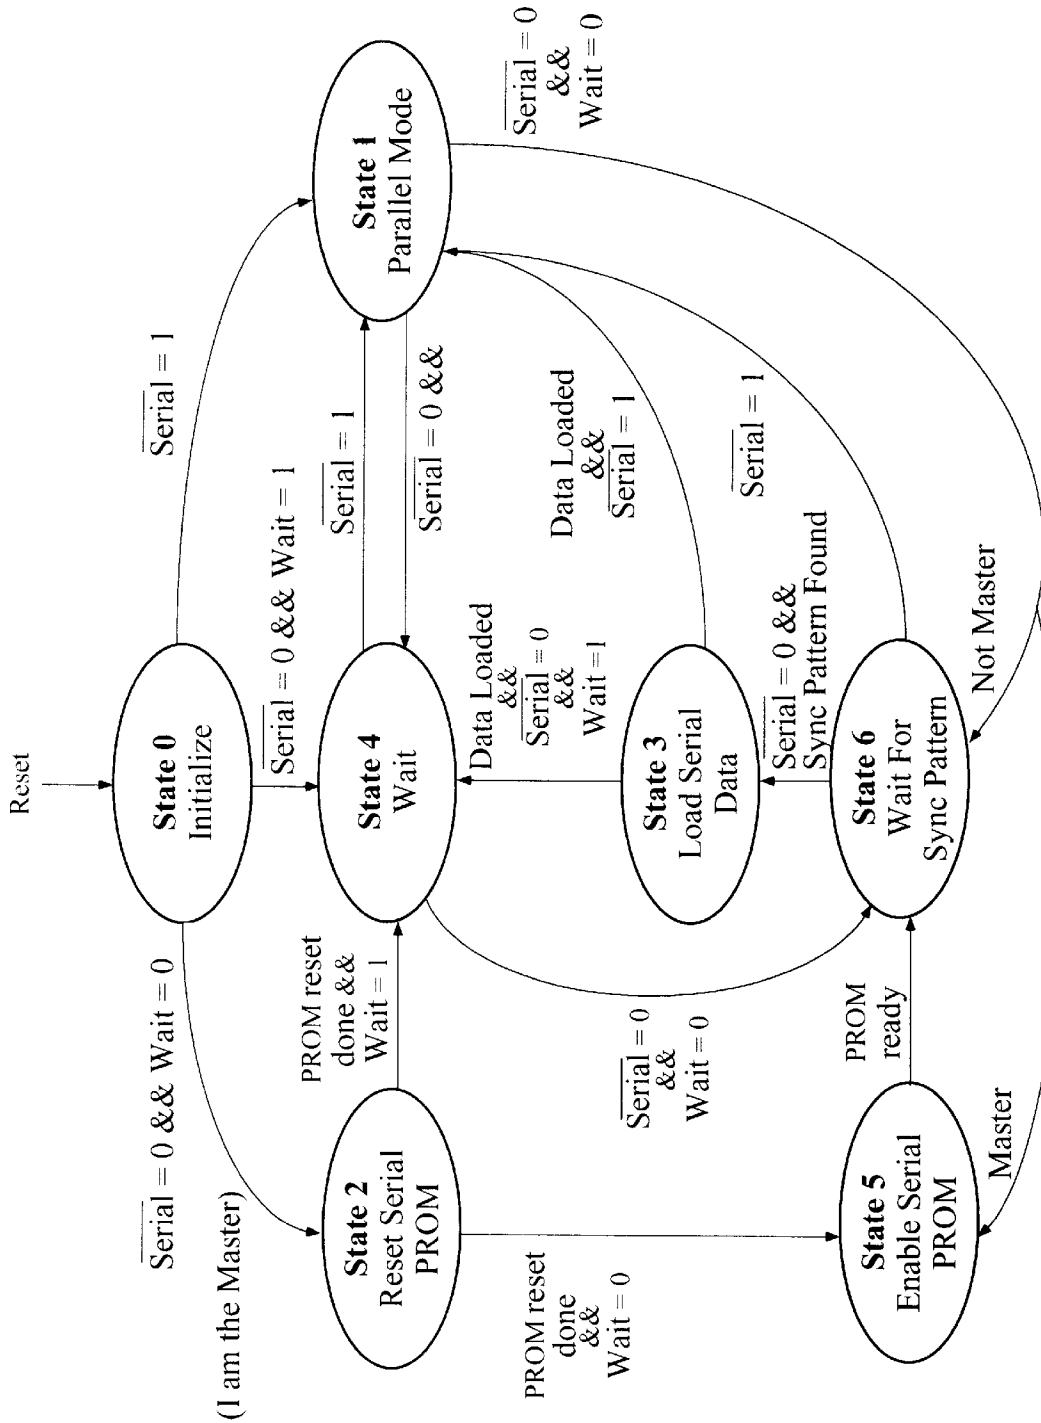 Reset
State 0
Initialize
Serial = 0 && Wait = 0
(I am the Master)
Serial = 0 && Wait = 1
Serial = 1
State 2
Reset Serial
PROM
PROM reset
done &&
Wait = 1
State 4
Wait
Serial = 1
Serial = 0 &&
State 1
Parallel Mode
Serial = 0
&&
Wait = 0
PROM reset
done
&&
Wait = 0
Serial = 0
&&
Wait = 0
Data Loaded
&&
Serial = 0
&&
Wait = 1
Data Loaded
&&
Serial = 1
State 3
Load Serial
Data
Serial = 0 &&
Sync Pattern Found
Serial = 1
State 5
Enable Serial
PROM
PROM
ready
State 6
Wait For
Sync Pattern
Master
Not Master